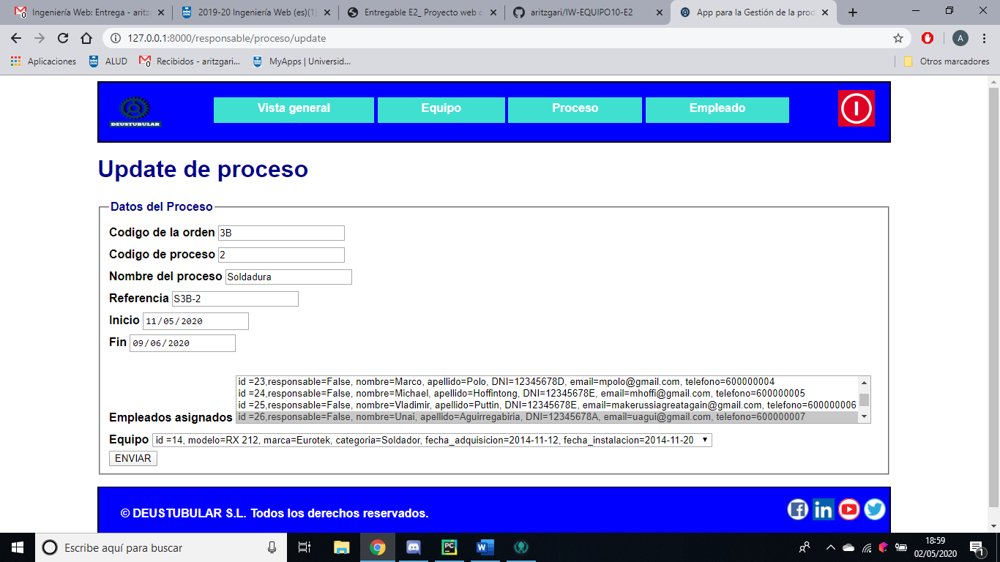 Ingeniería Web: Entrega - aritz
2019-20 Ingeniería Web (es)(1)
Entregable E2_ Proyecto web c
aritzgari/IW-EQUIPO10-E2
App para la Gestión de la prod
127.0.0.1:8000/responsable/proceso/update
A
Aplicaciones
ALUD
Recibidos - aritzgari...
MyApps | Universid...
Otros marcadores
DEUSTUBULAR
Vista general
Equipo
Proceso
Empleado
Update de proceso
Datos del Proceso
Codigo de la orden 3B
Codigo de proceso 2
Nombre del proceso Soldadura
Referencia S3B-2
Inicio 11/05/2020
Fin 09/06/2020
id =23,responsable=False, nombre=Marco, apellido=Polo, DNI=12345678D, email=mpolo@gmail.com, telefono=600000004
id =24,responsable=False, nombre=Michael, apellido=Hoffintong, DNI=12345678E, email=mhoffi@gmail.com, telefono=600000005
id =25,responsable=False, nombre=Vladimir, apellido=Puttin, DNI=12345678E, email=makerussiagreatagain@gmail.com, telefono=600000006
Empleados asignados id =26,responsable=False, nombre=Unai, apellido=Aguirregabiria, DNI=12345678A, email=uagui@gmail.com, telefono=600000007
Equipo id =14, modelo=RX 212, marca=Eurotek, categoria=Soldador, fecha_adquisicion=2014-11-12, fecha_instalacion=2014-11-20
ENVIAR
© DEUSTUBULAR S.L. Todos los derechos reservados.
Escribe aquí para buscar
18:59
02/05/2020
1